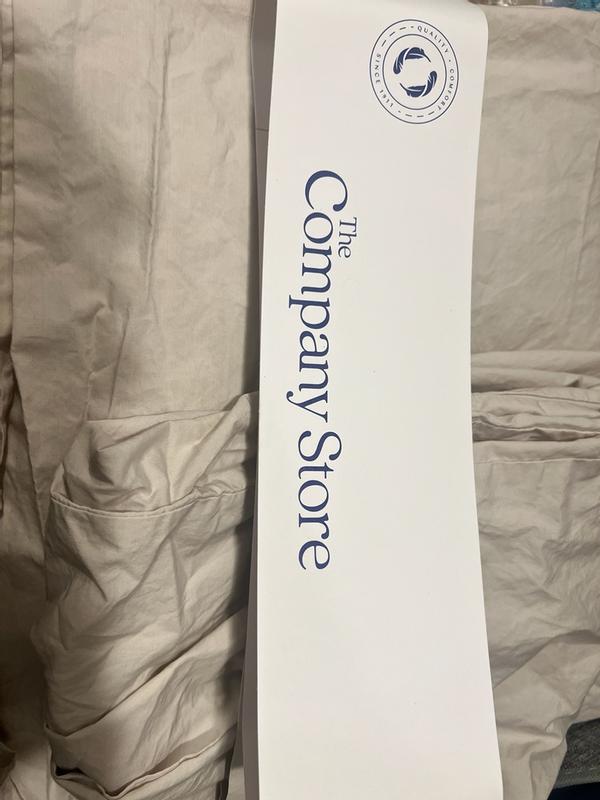 QUALITY • COMFORT
SINCE 1911
The
Company Store